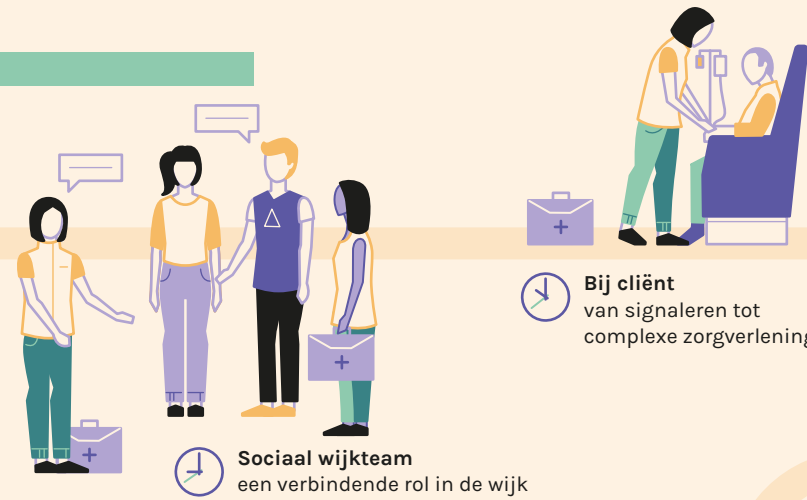 Bij cliënt
van signaleren tot
complexe zorgverlening
Sociaal wijkteam
een verbindende rol in de wijk